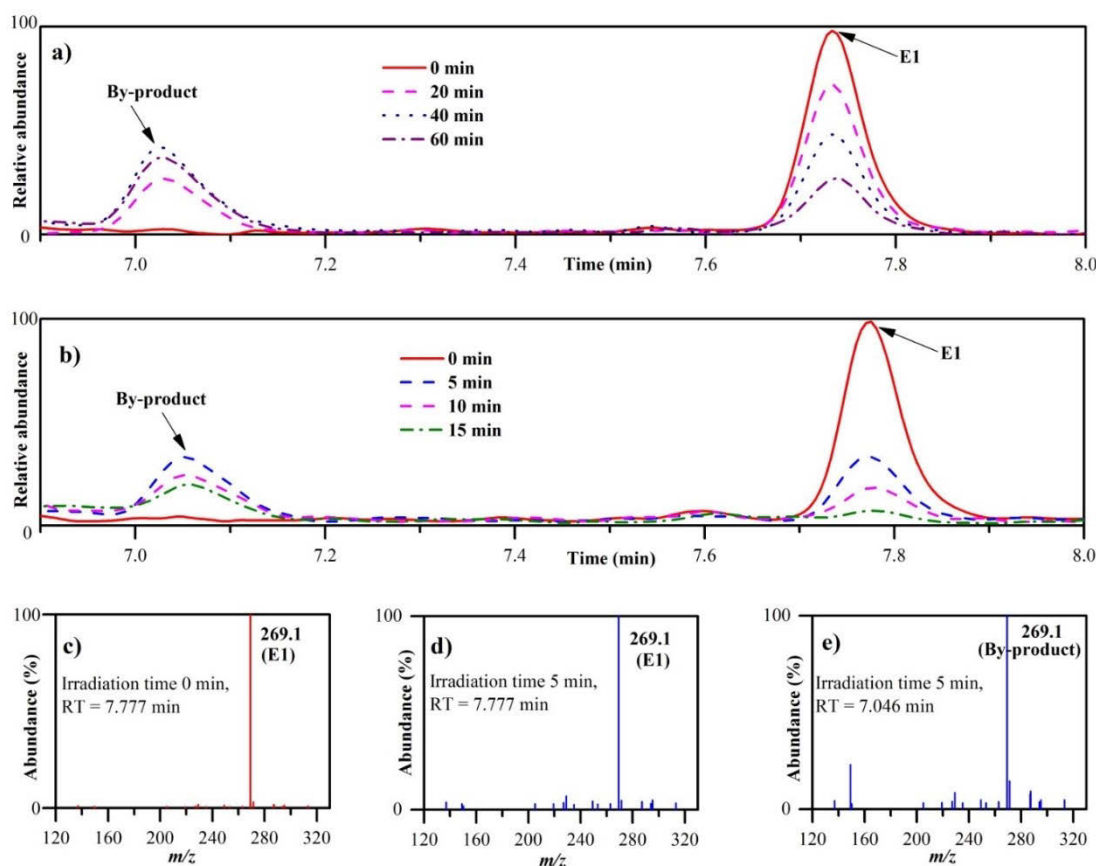 100
a)
E1
0 min
20 min
40 min
60 min
By-product
Relative abundance
0
7.0
7.2
7.4
7.6
7.8
8.0
Time (min)
100
b)
E1
0 min
5 min
10 min
15 min
By-product
Relative abundance
0
7.0
7.2
7.4
7.6
7.8
8.0
Time (min)
100
c)
269.1
(E1)
Irradiation time 0 min,
RT = 7.777 min
Abundance (%)
0
120
160
200
240
280
320
m/z
100
d)
269.1
(E1)
Irradiation time 5 min,
RT = 7.777 min
Abundance (%)
0
120
160
200
240
280
320
m/z
100
e)
269.1
(By-product)
Irradiation time 5 min,
RT = 7.046 min
Abundance (%)
0
120
160
200
240
280
320
m/z